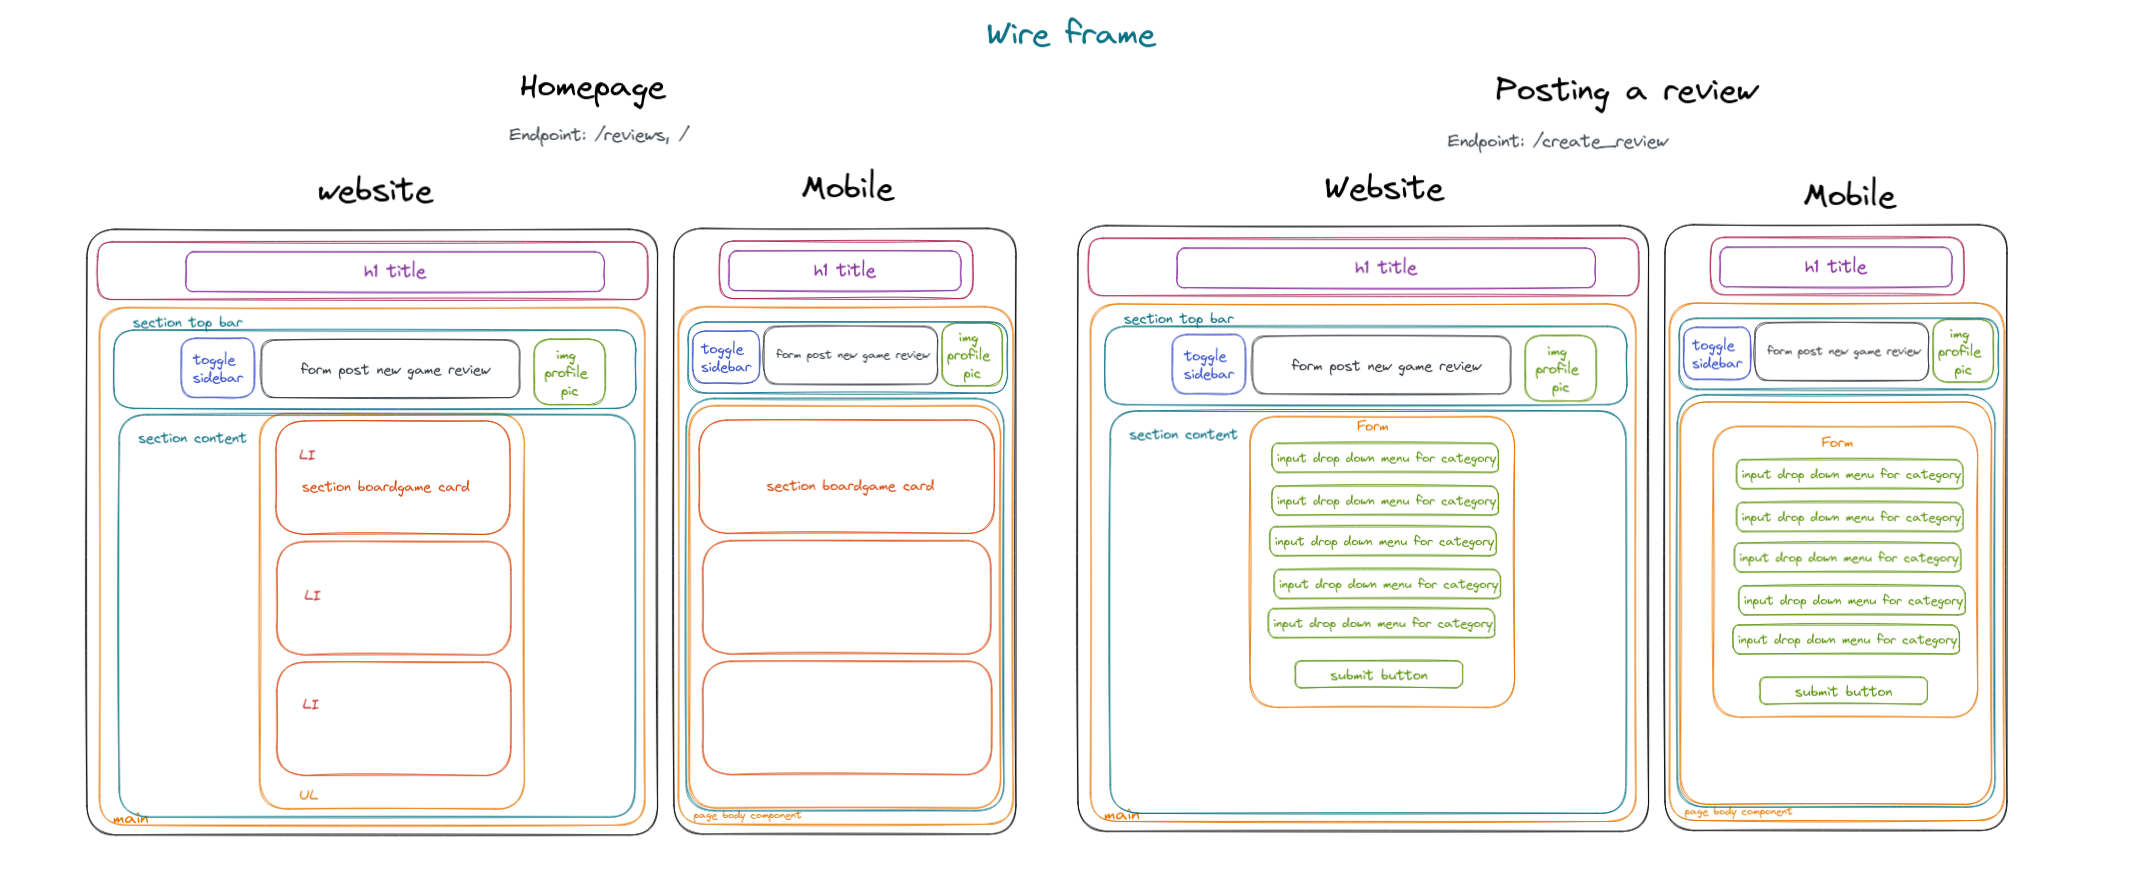 Wire frame
Homepage
Endpoint: /reviews, /
website
h1 title
section top bar
toggle
sidebar
form post new game review
img
profile
pic
section content
LI
section boardgame card
LI
LI
UL
main
Mobile
h1 title
toggle
sidebar
form post new game review
img
profile
pic
section boardgame card
page body component
Posting a review
Endpoint: /create_review
Website
h1 title
section top bar
toggle
sidebar
form post new game review
img
profile
pic
section content
Form
input drop down menu for category
input drop down menu for category
input drop down menu for category
input drop down menu for category
input drop down menu for category
submit button
main
Mobile
h1 title
toggle
sidebar
form post new game review
img
profile
pic
Form
input drop down menu for category
input drop down menu for category
input drop down menu for category
input drop down menu for category
input drop down menu for category
submit button
page body component